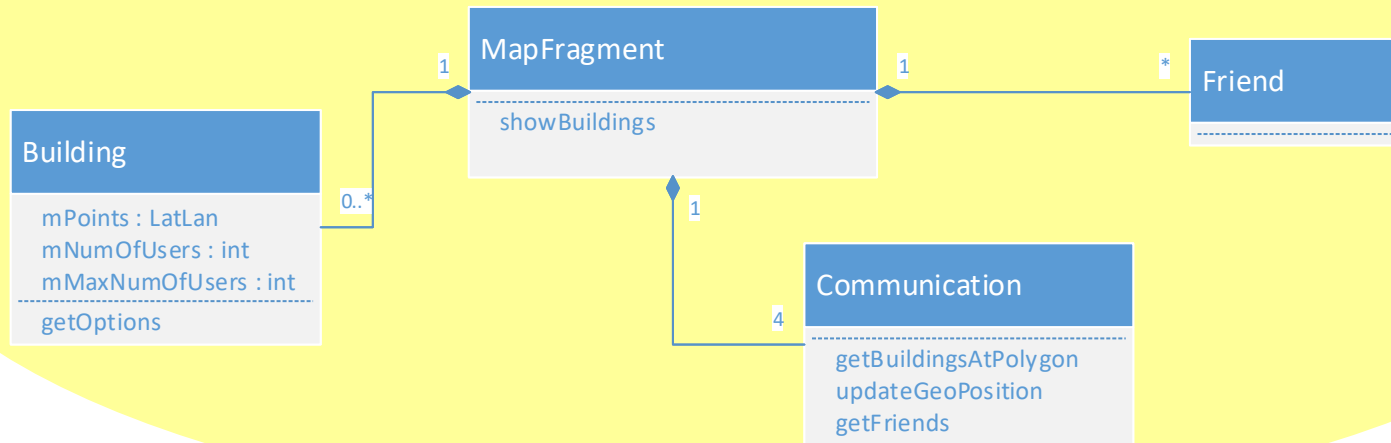 MapFragment
showBuildings
1
1
*
Friend
Building
mPoints : LatLan
mNumOfUsers : int
mMaxNumOfUsers : int
getOptions
0..*
1
4
Communication
getBuildingsAtPolygon
updateGeoPosition
getFriends